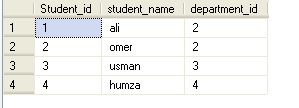 Student_id student_name department_id
1 1 ali 2
2 2 omer 2
3 3 usman 3
4 4 humza 4